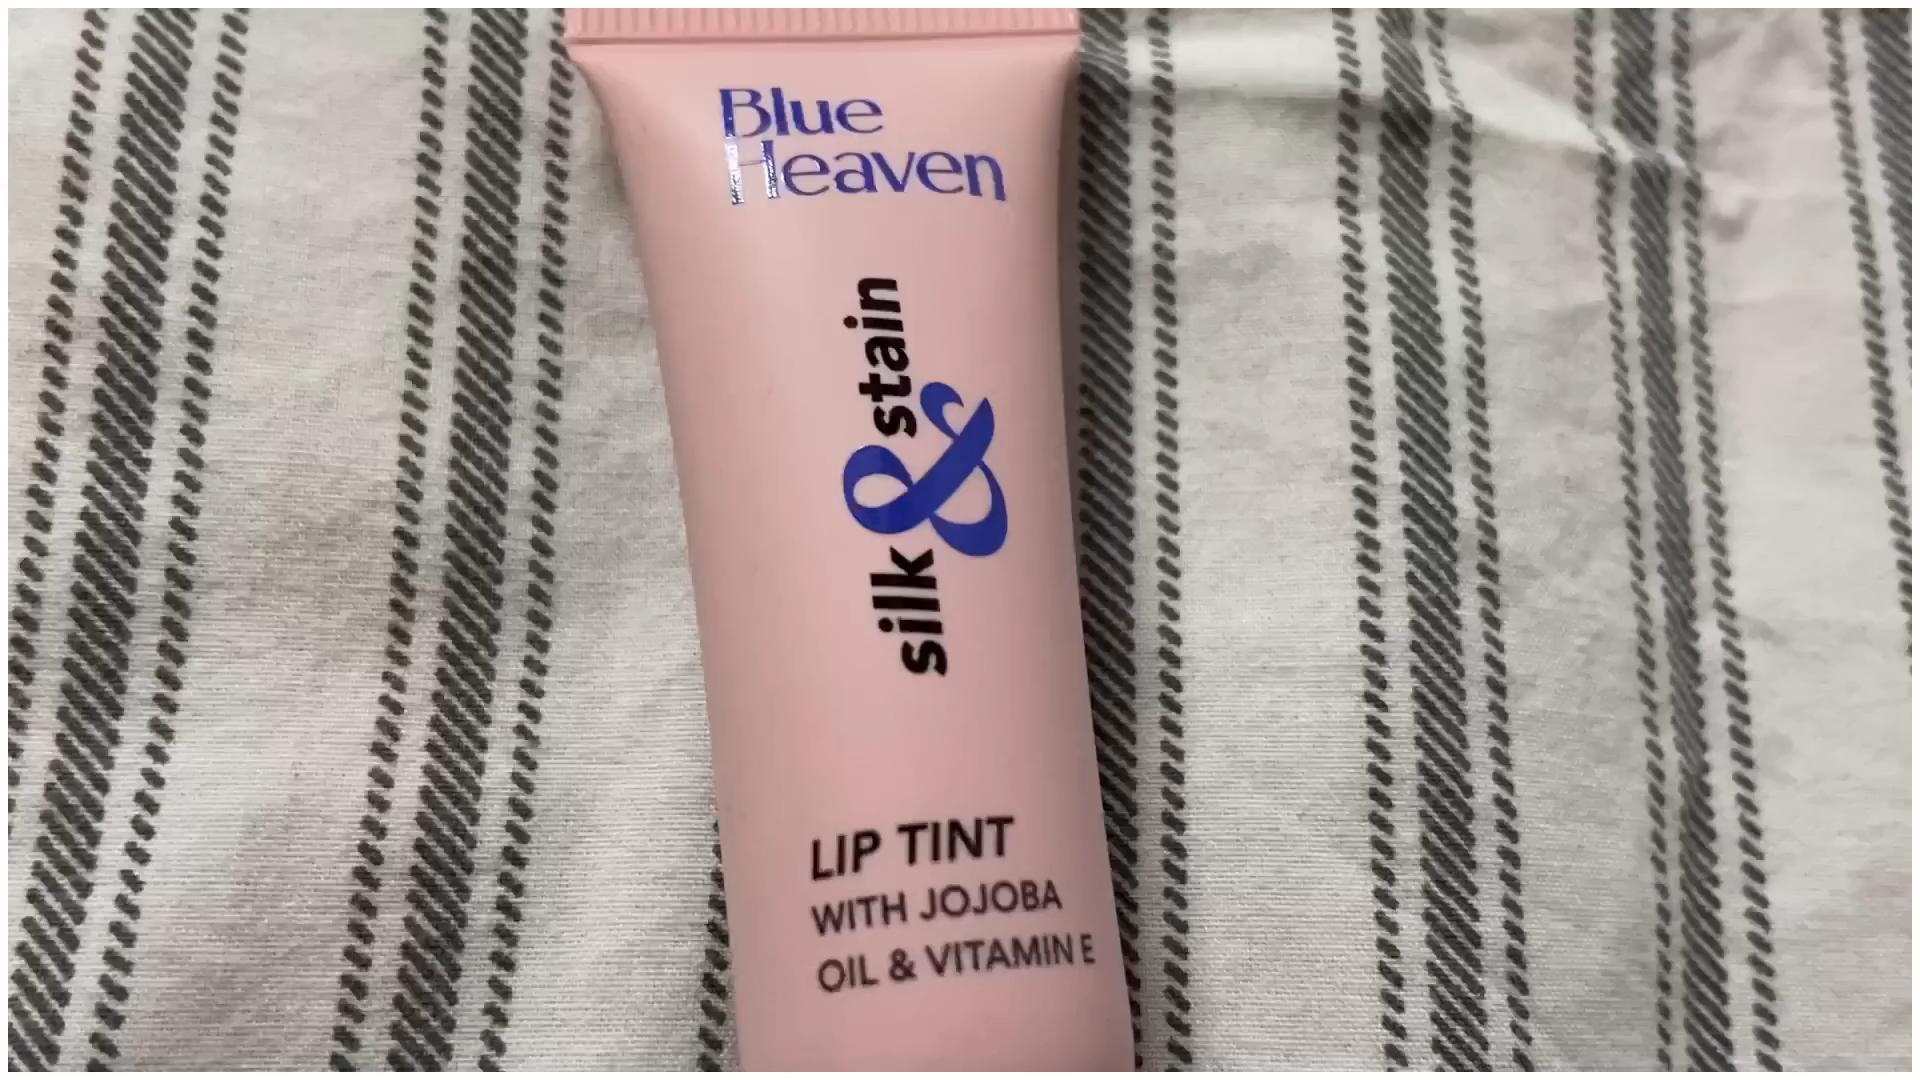 Blue
Heaven
silk & stain
LIP TINT
WITH JOJOBA
OIL & VITAMIN E